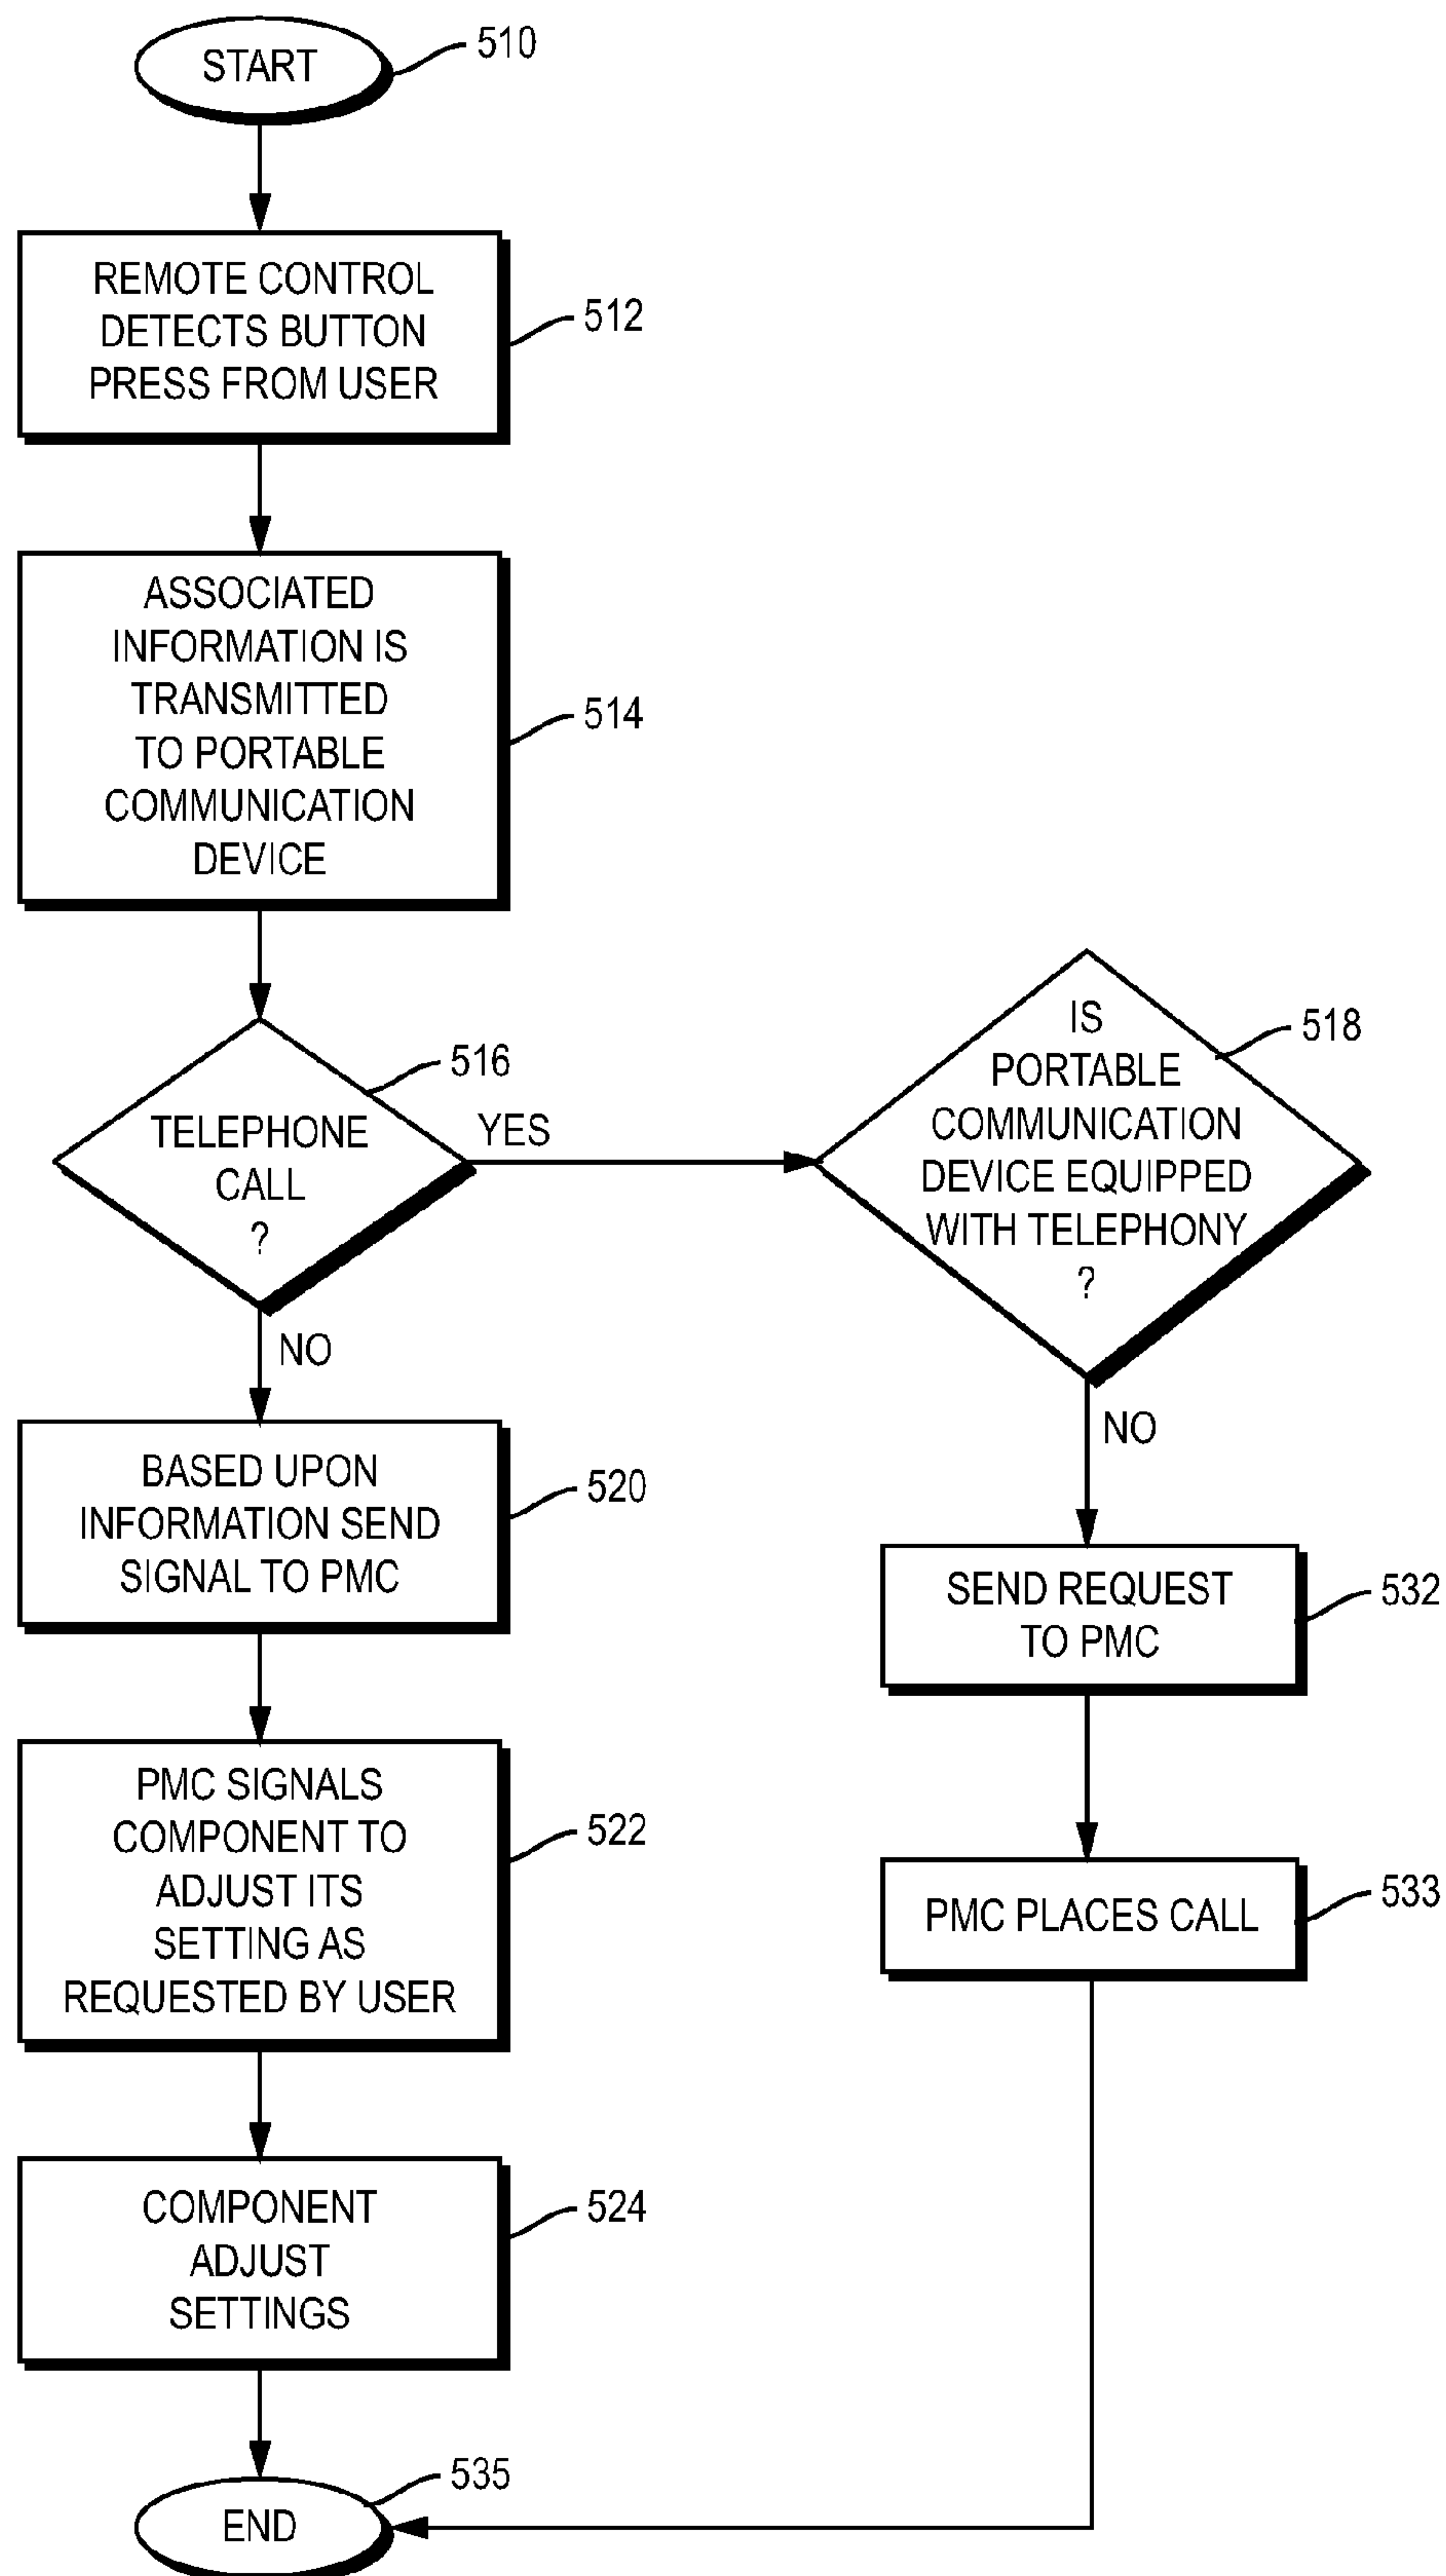 START
510
REMOTE CONTROL
DETECTS BUTTON
PRESS FROM USER
512
ASSOCIATED
INFORMATION IS
TRANSMITTED
TO PORTABLE
COMMUNICATION
DEVICE
514
TELEPHONE
CALL
?
516
YES
NO
IS
PORTABLE
COMMUNICATION
DEVICE EQUIPPED
WITH TELEPHONY
?
518
NO
BASED UPON
INFORMATION SEND
SIGNAL TO PMC
520
SEND REQUEST
TO PMC
532
PMC SIGNALS
COMPONENT TO
ADJUST ITS
SETTING AS
REQUESTED BY USER
522
PMC PLACES CALL
533
COMPONENT
ADJUST
SETTINGS
524
END
535